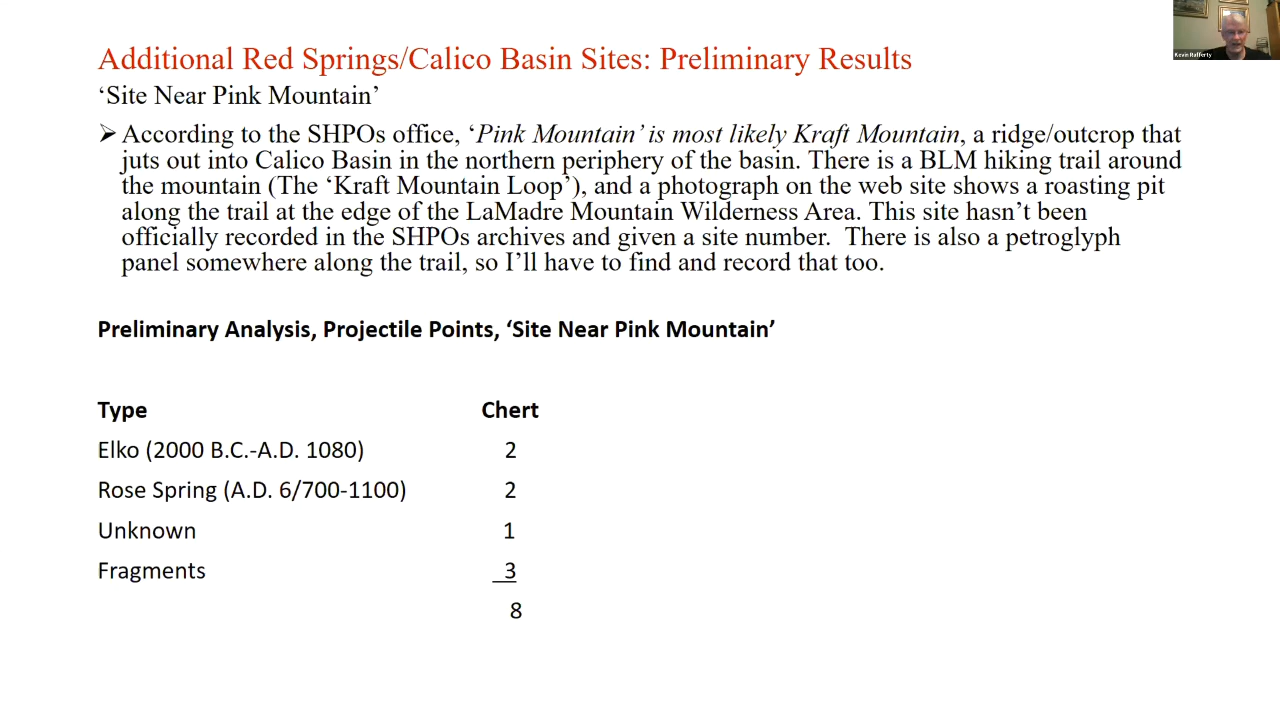 Kevin Rafferty
Additional Red Springs/Calico Basin Sites: Preliminary Results
‘Site Near Pink Mountain’
➢ According to the SHPOs office, ‘Pink Mountain’ is most likely Kraft Mountain, a ridge/outcrop that
juts out into Calico Basin in the northern periphery of the basin. There is a BLM hiking trail around
the mountain (The ‘Kraft Mountain Loop’), and a photograph on the web site shows a roasting pit
along the trail at the edge of the LaMadre Mountain Wilderness Area. This site hasn’t been
officially recorded in the SHPOs archives and given a site number.  There is also a petroglyph
panel somewhere along the trail, so I’ll have to find and record that too.
Preliminary Analysis, Projectile Points, ‘Site Near Pink Mountain’
Type Chert
Elko (2000 B.C.-A.D. 1080) 2
Rose Spring (A.D. 6/700-1100) 2
Unknown 1
Fragments 3
8